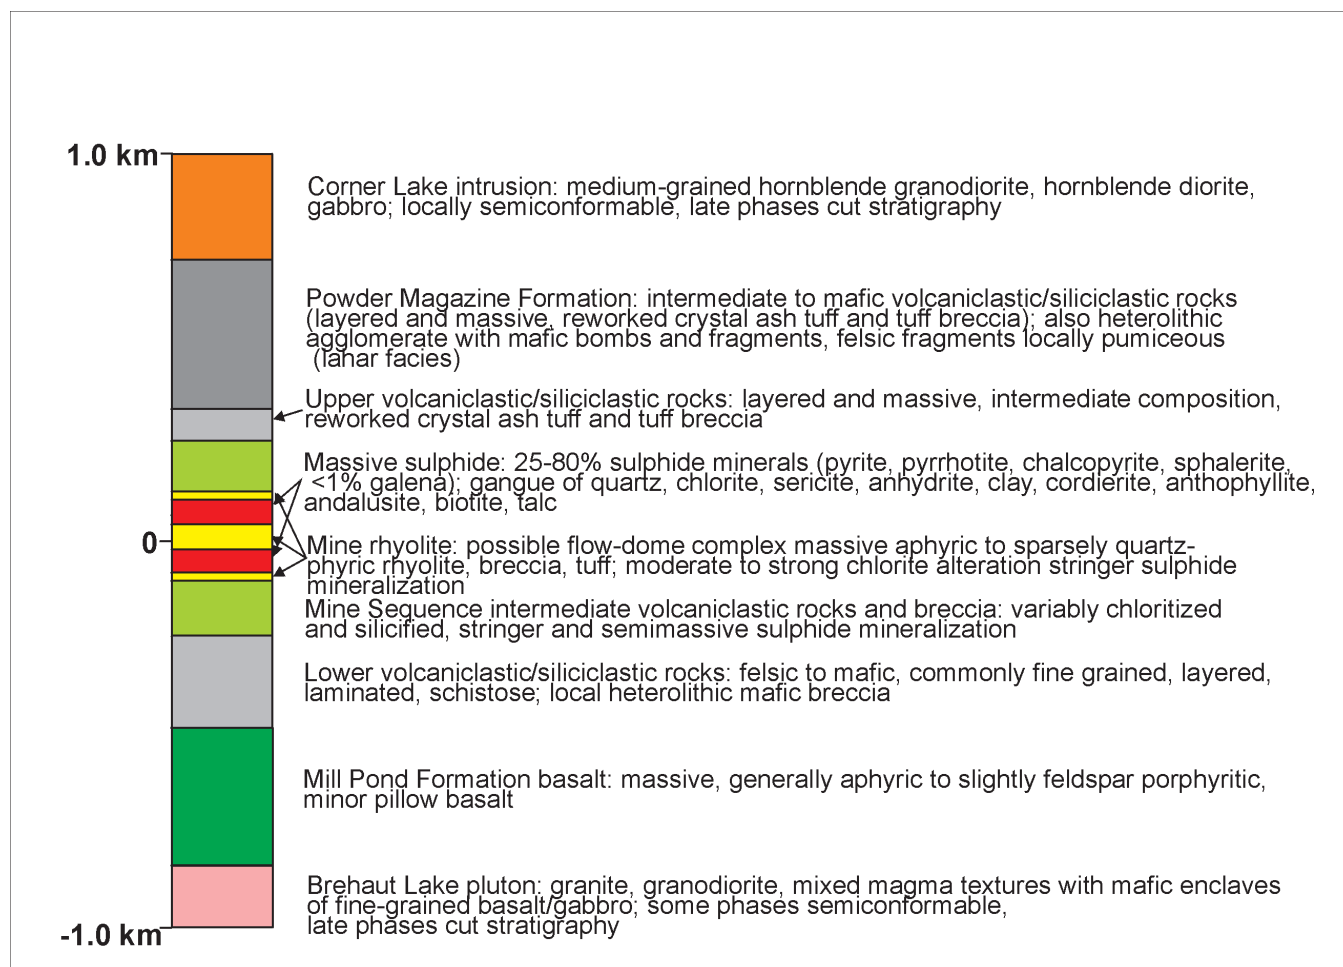 1.0 km
Corner Lake intrusion: medium-grained hornblende granodiorite, hornblende diorite,
gabbro; locally semiconformable, late phases cut stratigraphy
Powder Magazine Formation: intermediate to mafic volcaniclastic/siliciclastic rocks
(layered and massive, reworked crystal ash tuff and tuff breccia); also heterolithic
agglomerate with mafic bombs and fragments, felsic fragments locally pumiceous
(lahar facies)
Upper volcaniclastic/siliciclastic rocks: layered and massive, intermediate composition,
reworked crystal ash tuff and tuff breccia
Massive sulphide: 25-80% sulphide minerals (pyrite, pyrrhotite, chalcopyrite, sphalerite,
<1% galena); gangue of quartz, chlorite, sericite, anhydrite, clay, cordierite, anthophyllite,
andalusite, biotite, talc
0
Mine rhyolite: possible flow-dome complex massive aphyric to sparsely quartz-
phyric rhyolite, breccia, tuff; moderate to strong chlorite alteration stringer sulphide
mineralization
Mine Sequence intermediate volcaniclastic rocks and breccia: variably chloritized
and silicified, stringer and semimassive sulphide mineralization
Lower volcaniclastic/siliciclastic rocks: felsic to mafic, commonly fine grained, layered,
laminated, schistose; local heterolithic mafic breccia
Mill Pond Formation basalt: massive, generally aphyric to slightly feldspar porphyritic,
minor pillow basalt
Brehaut Lake pluton: granite, granodiorite, mixed magma textures with mafic enclaves
of fine-grained basalt/gabbro; some phases semiconformable,
late phases cut stratigraphy
-1.0 km